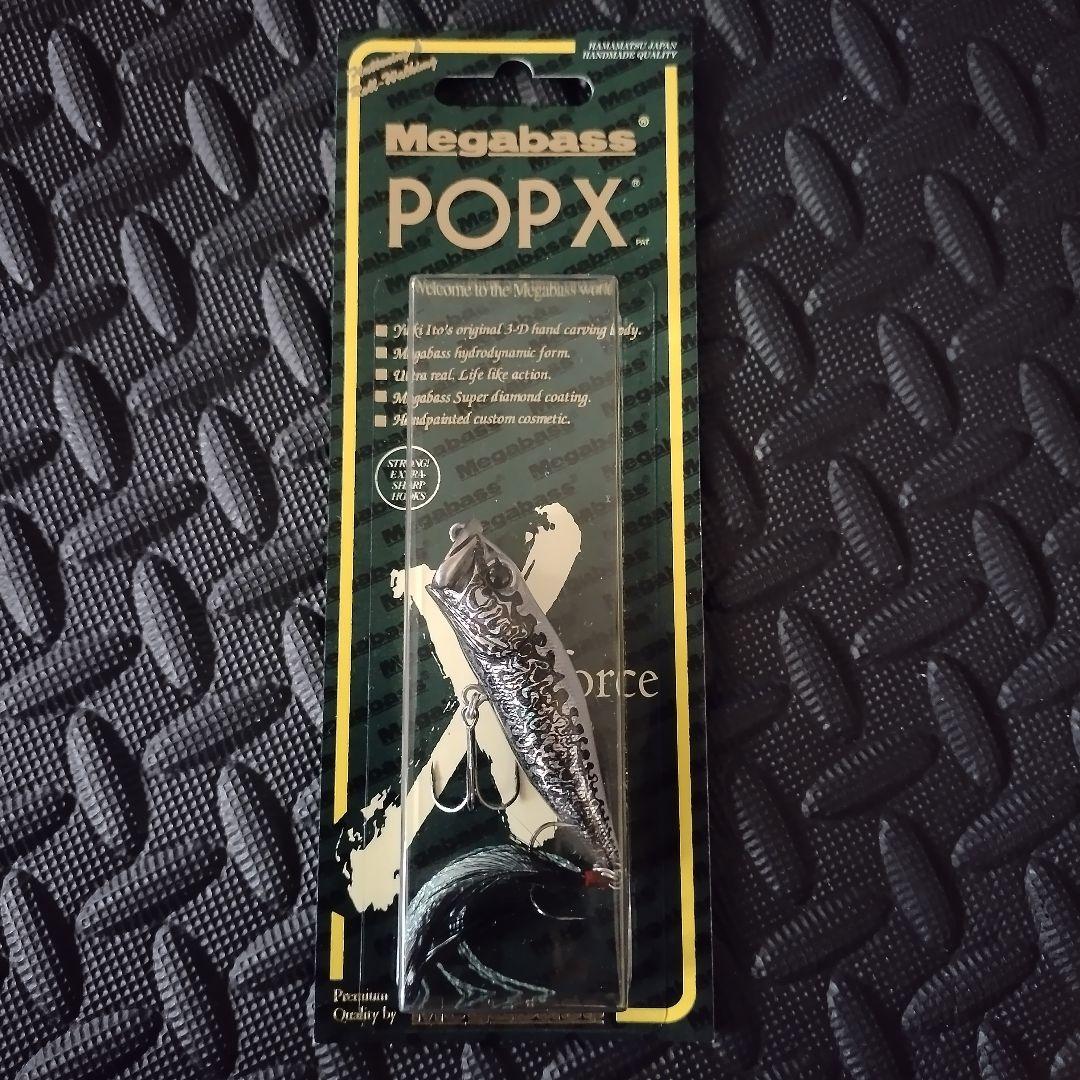 HAMAMATSU JAPAN
HANDMADE QUALITY
Megabass®
POPX®
PAT
Welcome to the Megabass world
Yuki Ito's original 3-D hand carving body.
Megabass hydrodynamic form.
Ultra real. Life like action.
Megabass Super diamond coating.
Handpainted custom cosmetic.
STRONG!
EXTRA-
SHARP
HOOKS
X
orce
Premium
Quality by